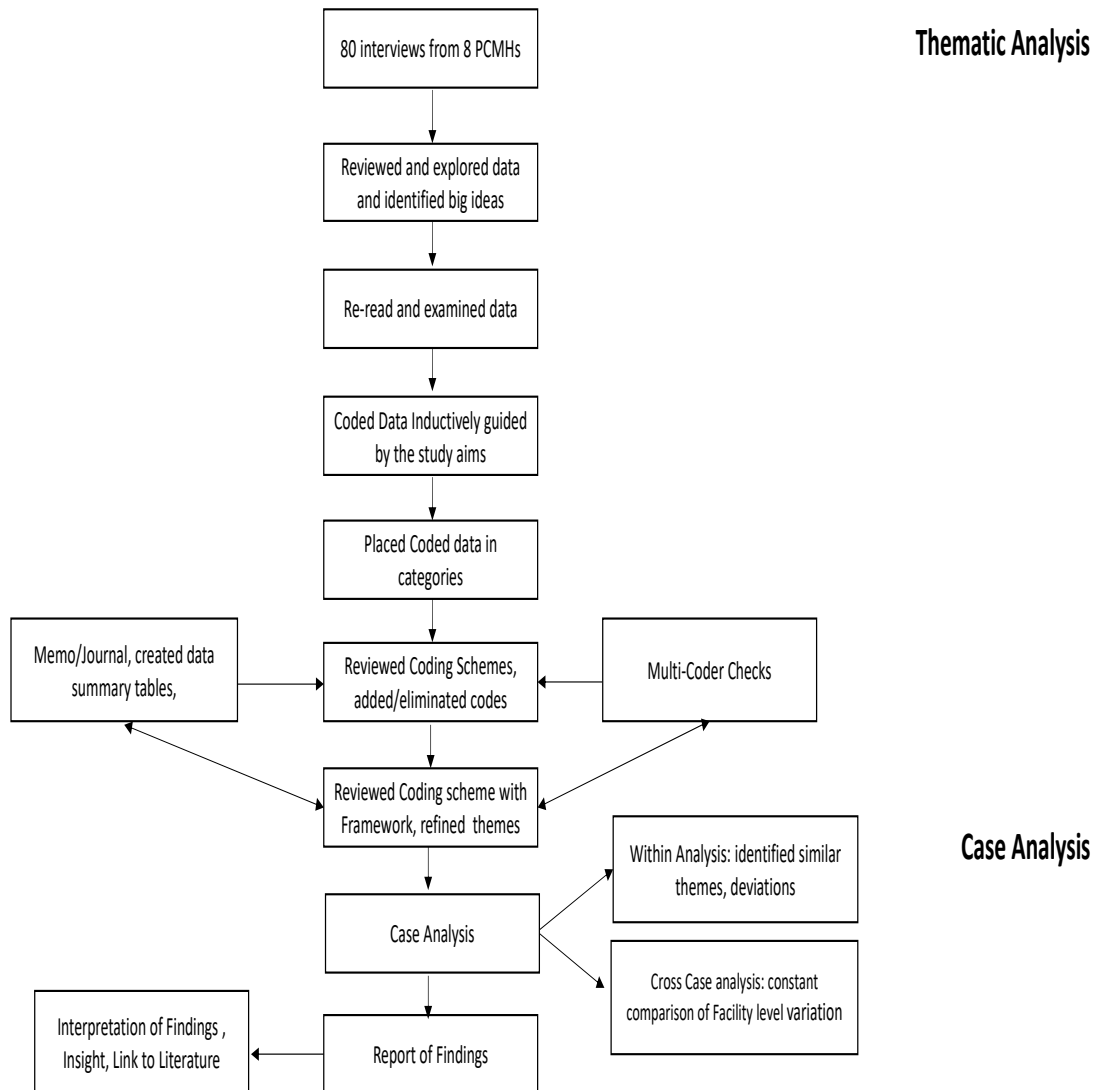 Thematic Analysis
80 interviews from 8 PCMHs
Reviewed and explored data
and identified big ideas
Re-read and examined data
Coded Data Inductively guided
by the study aims
Placed Coded data in
categories
Memo/Journal, created data
summary tables,
Reviewed Coding Schemes,
added/eliminated codes
Multi-Coder Checks
Reviewed Coding scheme with
Framework, refined themes
Case Analysis
Within Analysis: identified similar
themes, deviations
Case Analysis
Cross Case analysis: constant
comparison of Facility level variation
Interpretation of Findings ,
Insight, Link to Literature
Report of Findings